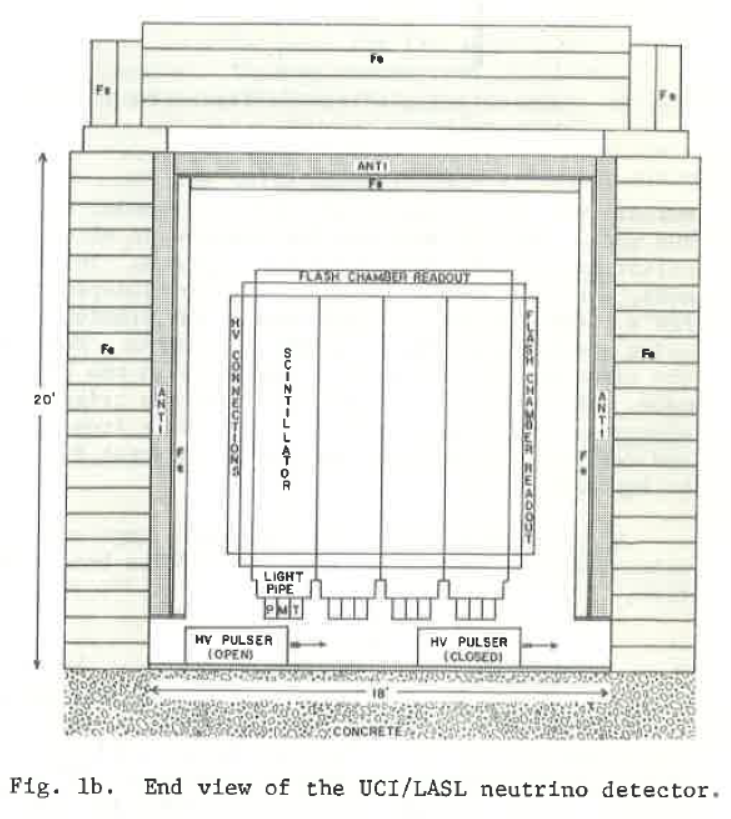 Fe
Fe
Fe
ANTI
Fe
FLASH CHAMBER READOUT
HV CONNECTIONS
SCINTILLATOR
FLASH CHAMBER READOUT
Fe
Fe
20'
ANTI
ANTI
Fe
Fe
LIGHT
PIPE
PMT
HV PULSER
(OPEN)
HV PULSER
(CLOSED)
18'
CONCRETE
Fig. 1b. End view of the UCI/LASL neutrino detector.